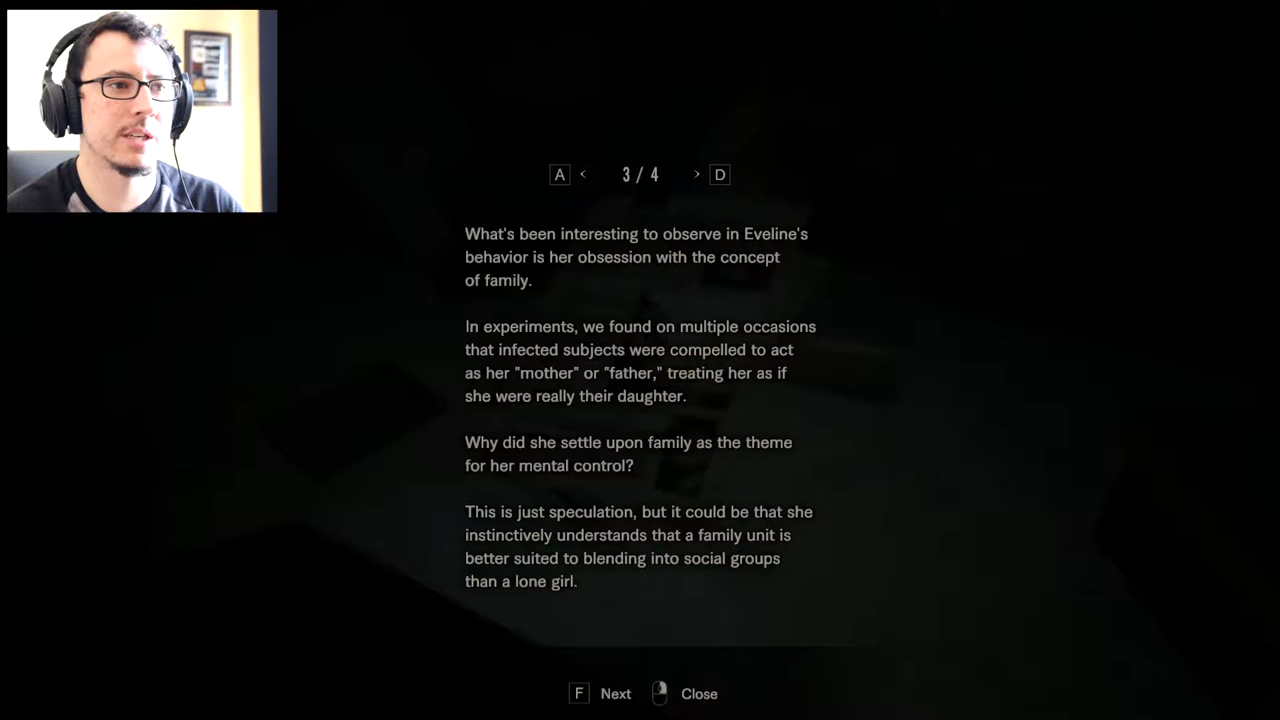 A < 3 / 4 > D
What's been interesting to observe in Eveline's
behavior is her obsession with the concept
of family.
In experiments, we found on multiple occasions
that infected subjects were compelled to act
as her "mother" or "father," treating her as if
she were really their daughter.
Why did she settle upon family as the theme
for her mental control?
This is just speculation, but it could be that she
instinctively understands that a family unit is
better suited to blending into social groups
than a lone girl.
F Next Close